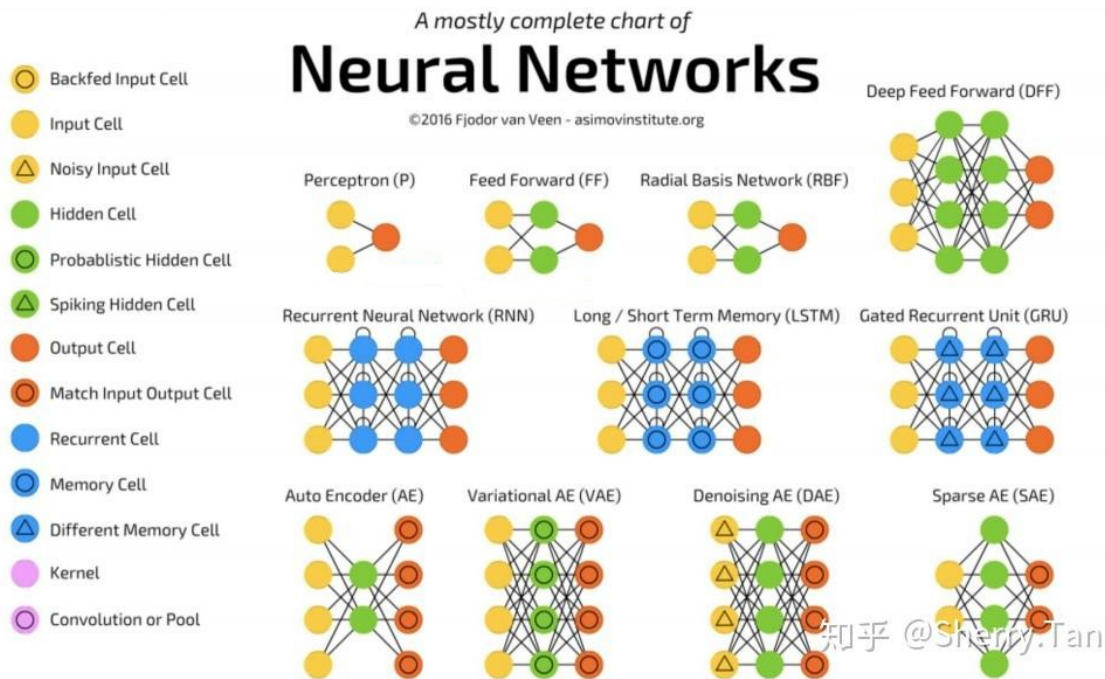 A mostly complete chart of
Neural Networks
©2016 Fjodor van Veen - asimovinstitute.org
Backfed Input Cell
Input Cell
Noisy Input Cell
Hidden Cell
Probablistic Hidden Cell
Spiking Hidden Cell
Output Cell
Match Input Output Cell
Recurrent Cell
Memory Cell
Different Memory Cell
Kernel
Convolution or Pool
Deep Feed Forward (DFF)
Perceptron (P)
Feed Forward (FF)
Radial Basis Network (RBF)
Recurrent Neural Network (RNN)
Long / Short Term Memory (LSTM)
Gated Recurrent Unit (GRU)
Auto Encoder (AE)
Variational AE (VAE)
Denoising AE (DAE)
Sparse AE (SAE)
知乎 @Sherry.Tan